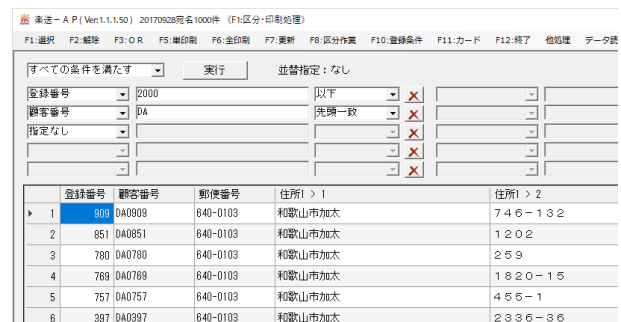 楽送－ＡＰ( Ver:1.1.1.50 ) 20170928宛名1000件 《F1:区分・印刷処理》
F1:選択 F2:解除 F3:ＯＲ F5:単印刷 F6:全印刷 F7:更新 F8:区分作業 F10:登録条件 F11:カード F12:終了 他処理 データ読
すべての条件を満たす 実行 並替指定：なし
登録番号 2000 以下
顧客番号 DA 先頭一致
指定なし
登録番号 顧客番号 郵便番号 住所1 > 1 住所1 > 2
1 909 DA0909 640-0103 和歌山市加太 ７４６－１３２
2 851 DA0851 640-0103 和歌山市加太 １２０２
3 780 DA0780 640-0103 和歌山市加太 ２５９
4 769 DA0769 640-0103 和歌山市加太 １８２０－１５
5 757 DA0757 640-0103 和歌山市加太 ４５５－１
6 397 DA0397 640-0103 和歌山市加太 ２３３６－３６